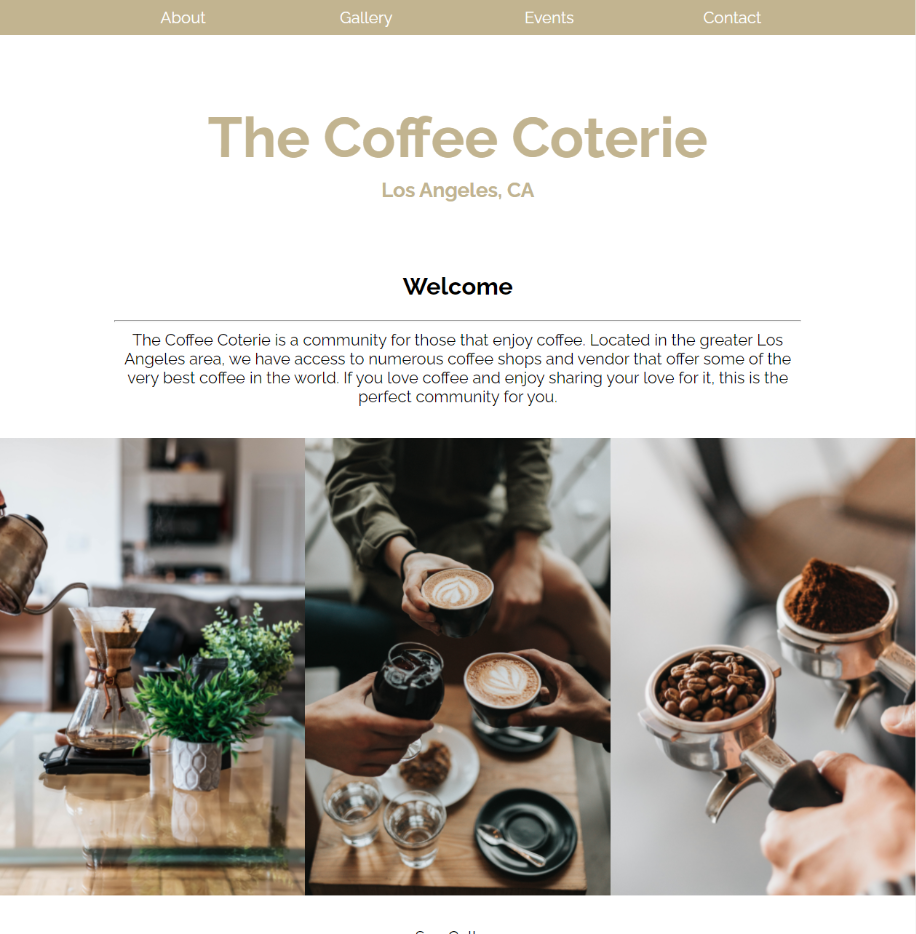 About Gallery Events Contact
The Coffee Coterie
Los Angeles, CA
Welcome
The Coffee Coterie is a community for those that enjoy coffee. Located in the greater Los
Angeles area, we have access to numerous coffee shops and vendor that offer some of the
very best coffee in the world. If you love coffee and enjoy sharing your love for it, this is the
perfect community for you.